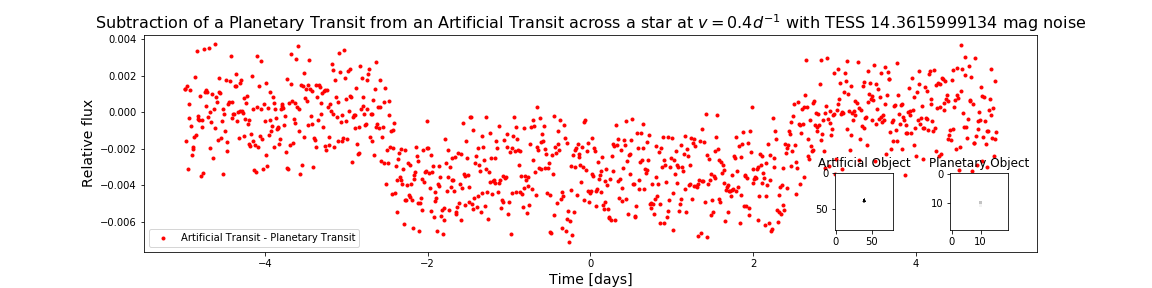 Subtraction of a Planetary Transit from an Artificial Transit across a star at v = 0.4d⁻¹ with TESS 14.3615999134 mag noise
0.004
0.002
0.000
−0.002
−0.004
−0.006
Relative flux
Artificial Transit - Planetary Transit
Artificial Object
0
50
0 50
Planetary Object
0
10
0 10
−4 −2 0 2 4
Time [days]